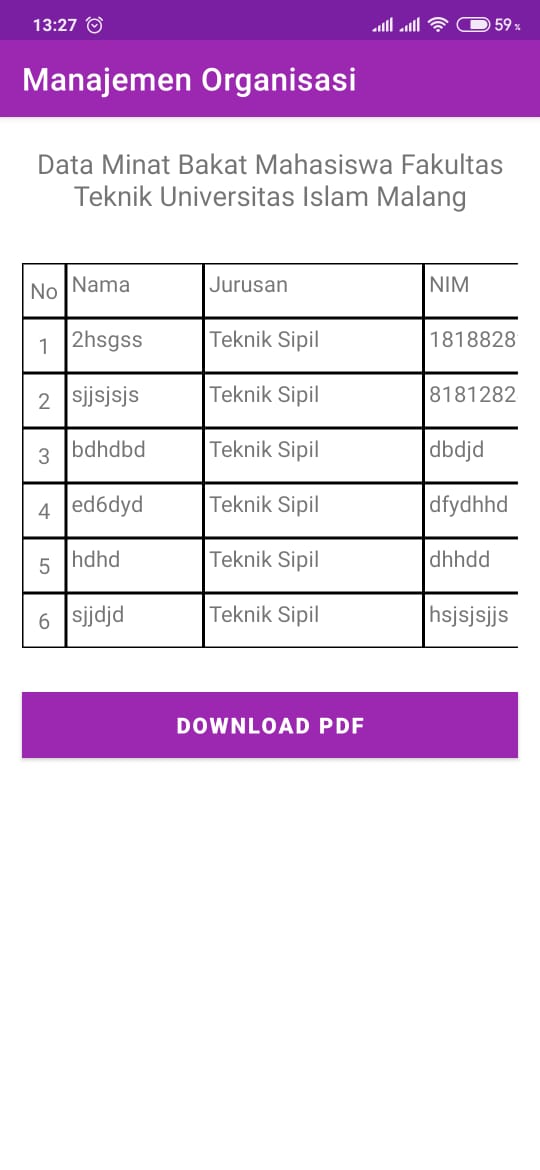 13:27 59%
Manajemen Organisasi
Data Minat Bakat Mahasiswa Fakultas
Teknik Universitas Islam Malang
No Nama Jurusan NIM
1 2hsgss Teknik Sipil 1818828
2 sjjsjsjs Teknik Sipil 8181282
3 bdhdbd Teknik Sipil dbdjd
4 ed6dyd Teknik Sipil dfydhhd
5 hdhd Teknik Sipil dhhdd
6 sjjdjd Teknik Sipil hsjsjsjjs
DOWNLOAD PDF